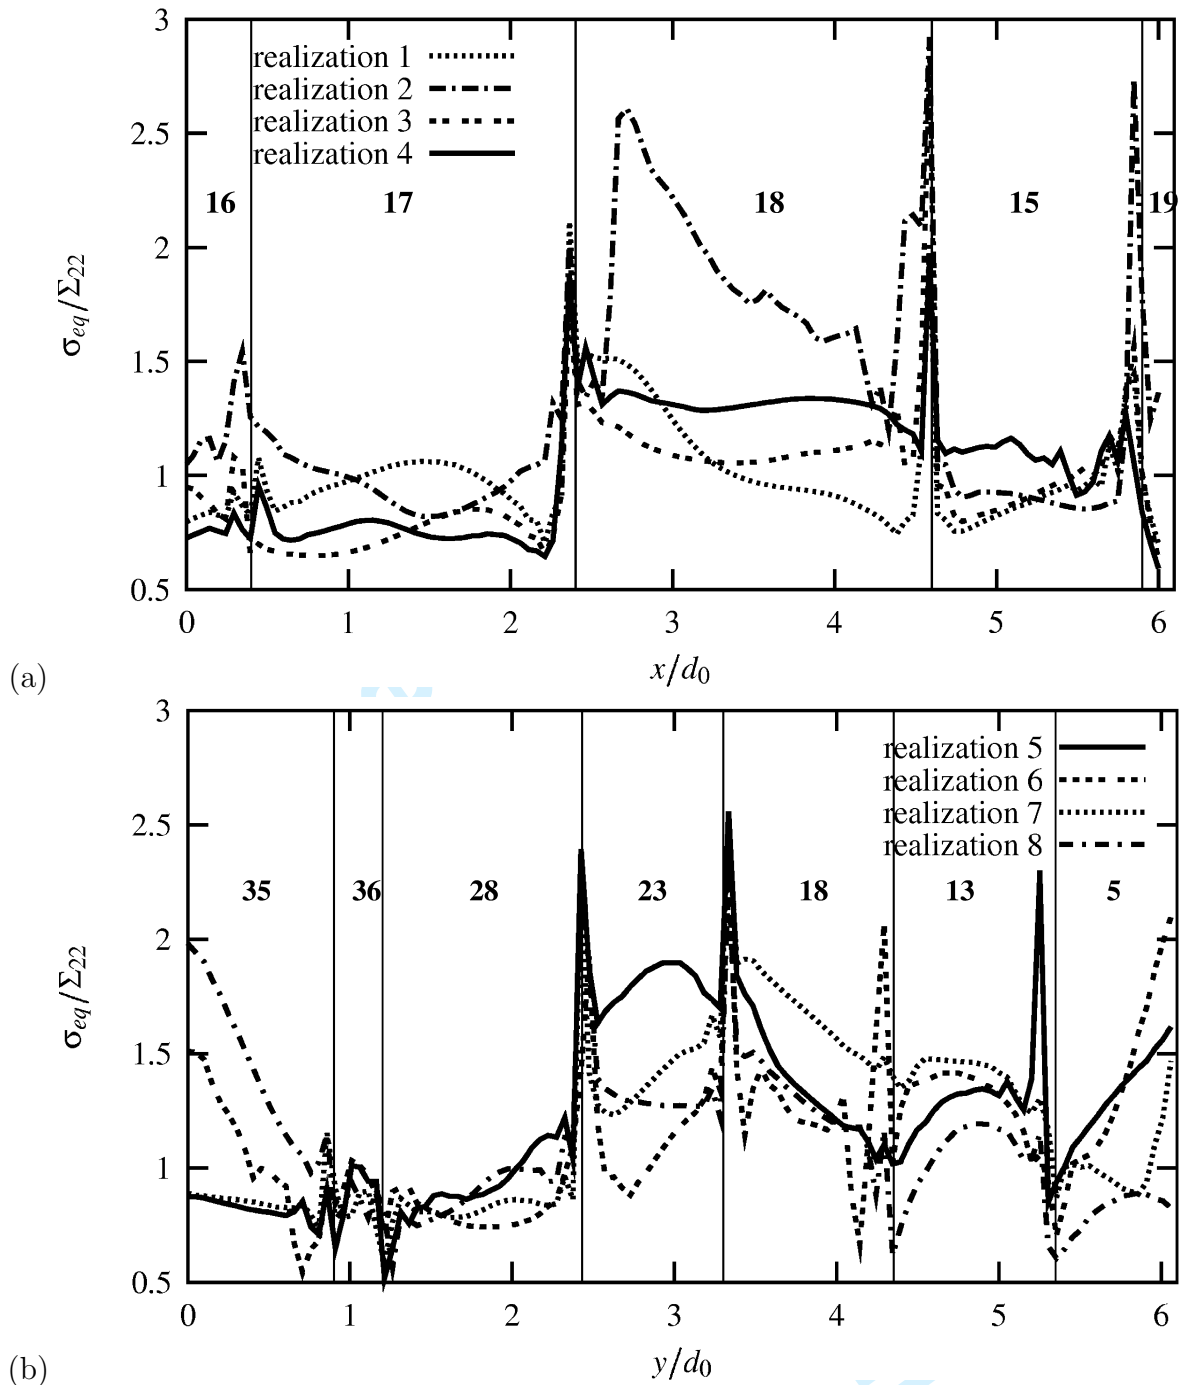 3
2.5
2
1.5
1
0.5
σeq/Σ22
realization 1
realization 2
realization 3
realization 4
16 17 18 15 19
0 1 2 3 4 5 6
x/d0
(a)
3
2.5
2
1.5
1
0.5
σeq/Σ22
realization 5
realization 6
realization 7
realization 8
35 36 28 23 18 13 5
0 1 2 3 4 5 6
y/d0
(b)